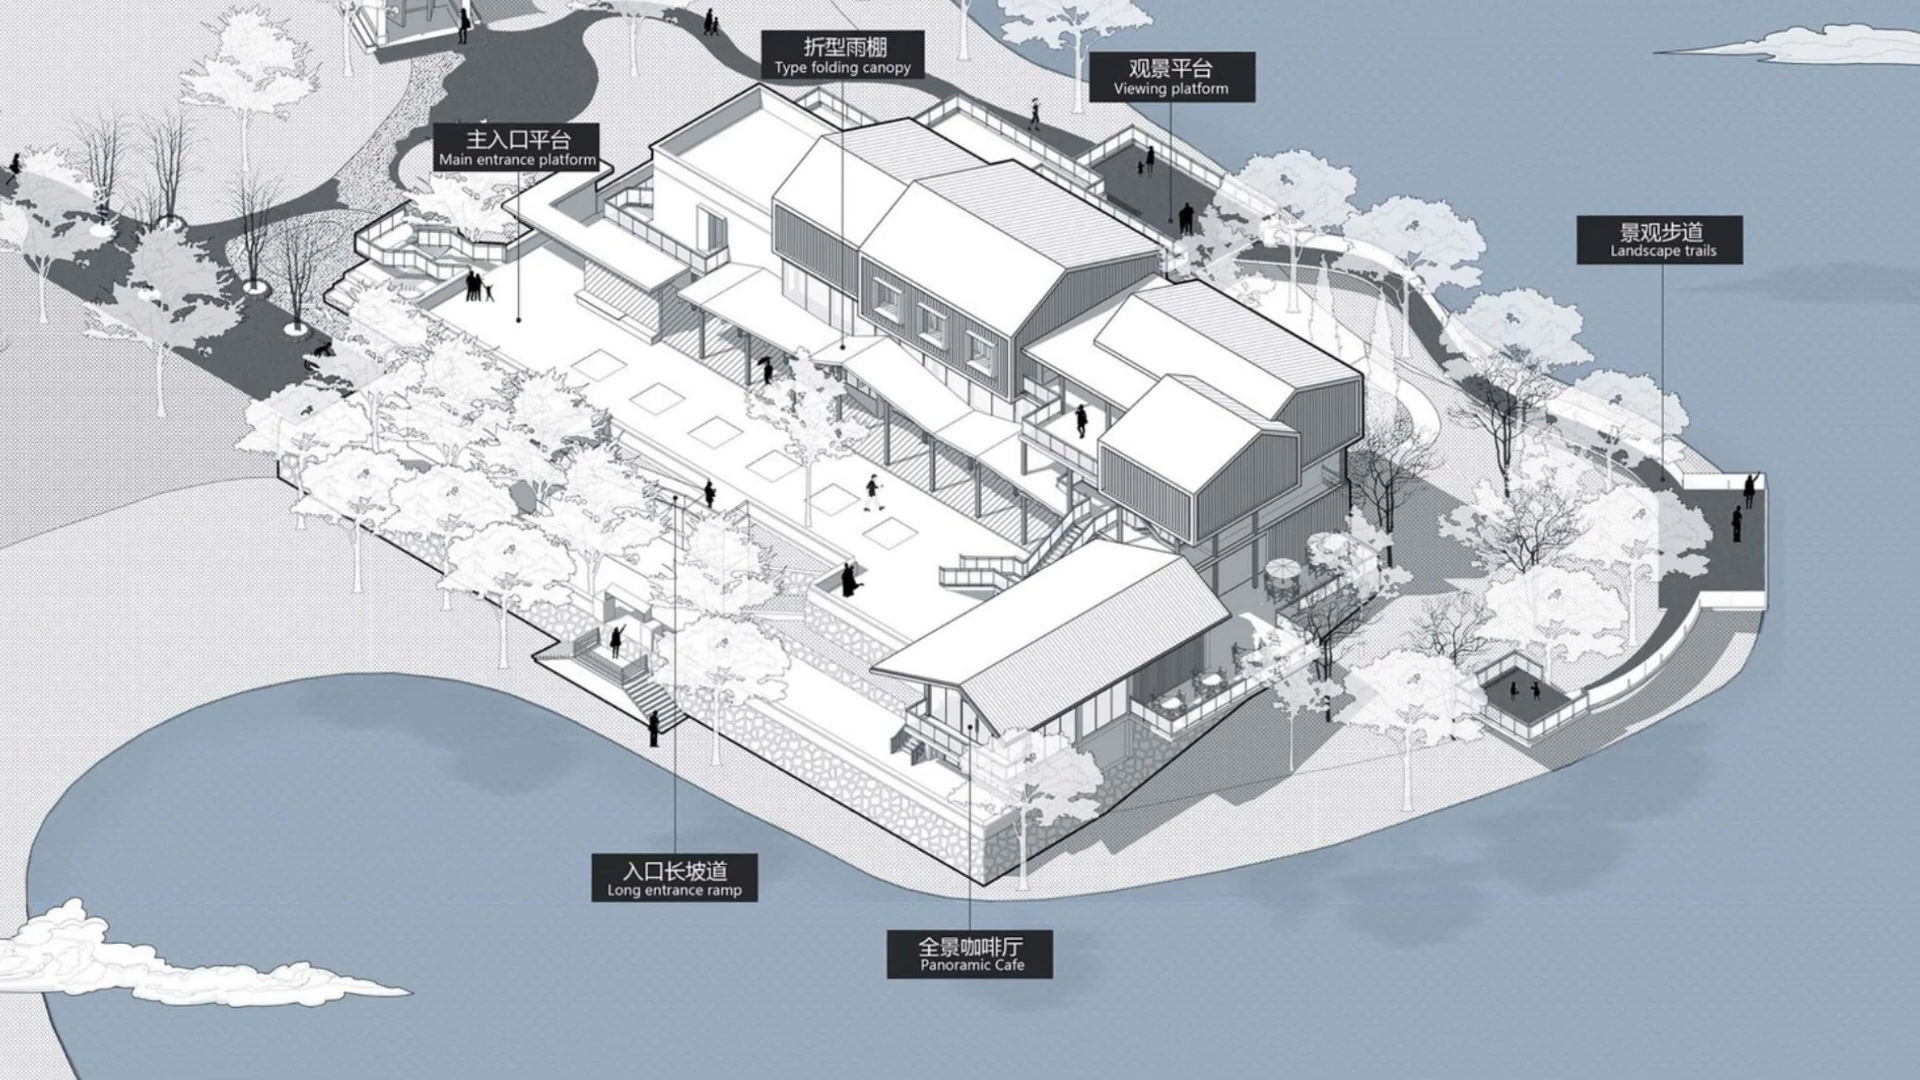 折型雨棚
Type folding canopy
观景平台
Viewing platform
主入口平台
Main entrance platform
景观步道
Landscape trails
入口长坡道
Long entrance ramp
全景咖啡厅
Panoramic Cafe